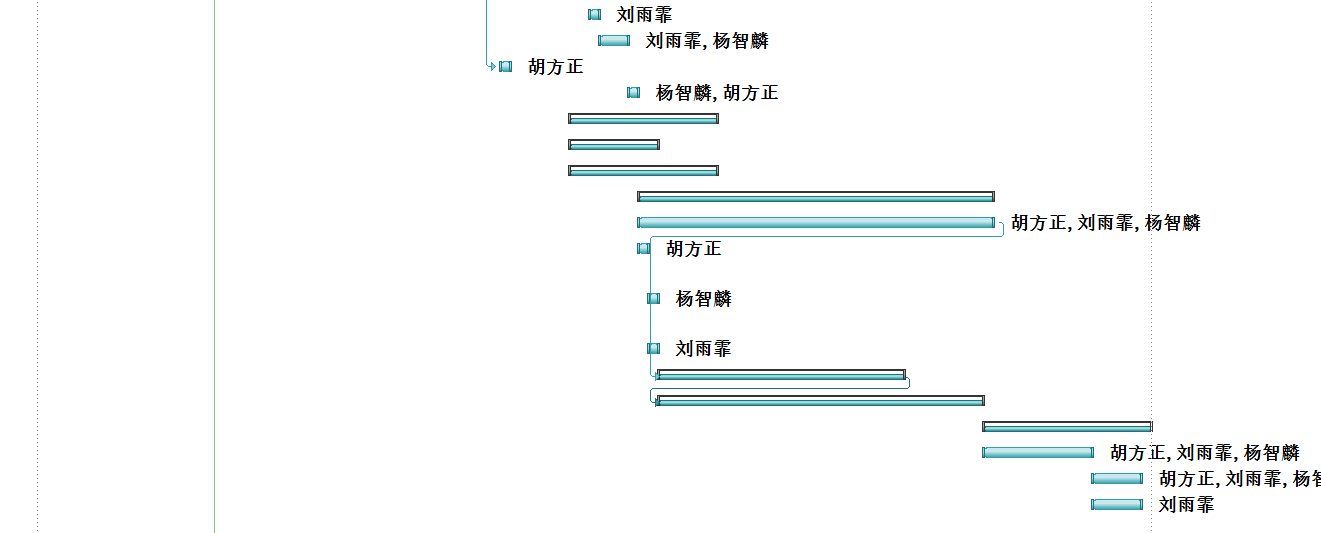 刘雨霏
刘雨霏, 杨智麟
胡方正
杨智麟, 胡方正
胡方正, 刘雨霏, 杨智麟
胡方正
杨智麟
刘雨霏
胡方正, 刘雨霏, 杨智麟
胡方正, 刘雨霏, 杨智
刘雨霏